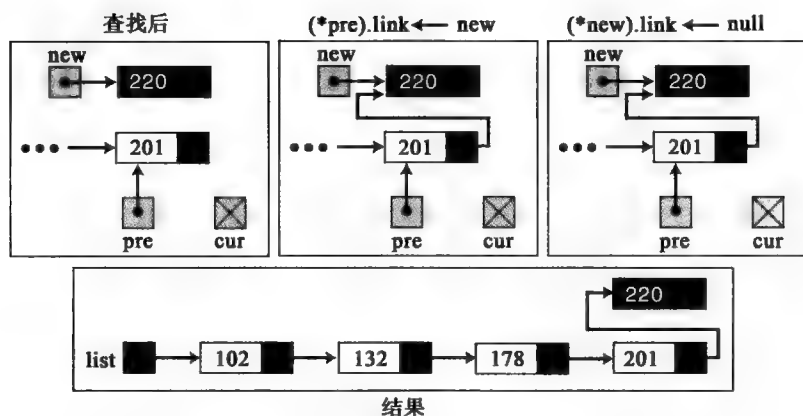 查找后
(*pre).link← new
(*new).link← null
new
220
201
pre
cur
new
220
201
pre
cur
new
220
201
pre
cur
220
list
102
132
178
201
结果